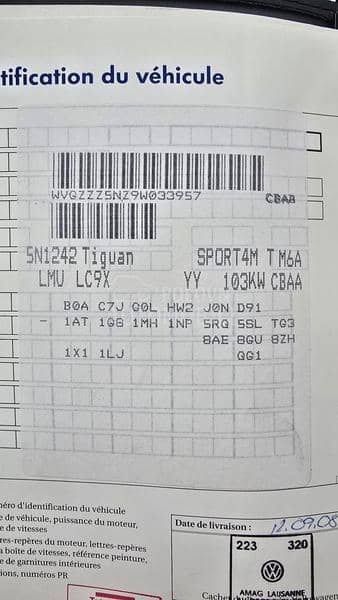 tification du véhicule
WVGZZZ5NZ9W033957
CBAB
5N1242 Tiguan SPORT4M T M6A
LMU LC9X YY 103KW CBAA
B0A C7J G0L HW2 J0N D91
- 1AT 1G8 1MH 1NP 5RQ 5SL TG3
8AE 8GU 8ZH
1X1 1LJ QG1
éro d'identification du véhicule
e de véhicule, puissance du moteur,
e de vitesses
res-repères du moteur, lettres-repères
a boîte de vitesses, référence peinture,
e de garnitures intérieures
ions, numéros PR
Date de livraison : 12.09.08
223 320
AMAG LAUSANNE
Cache